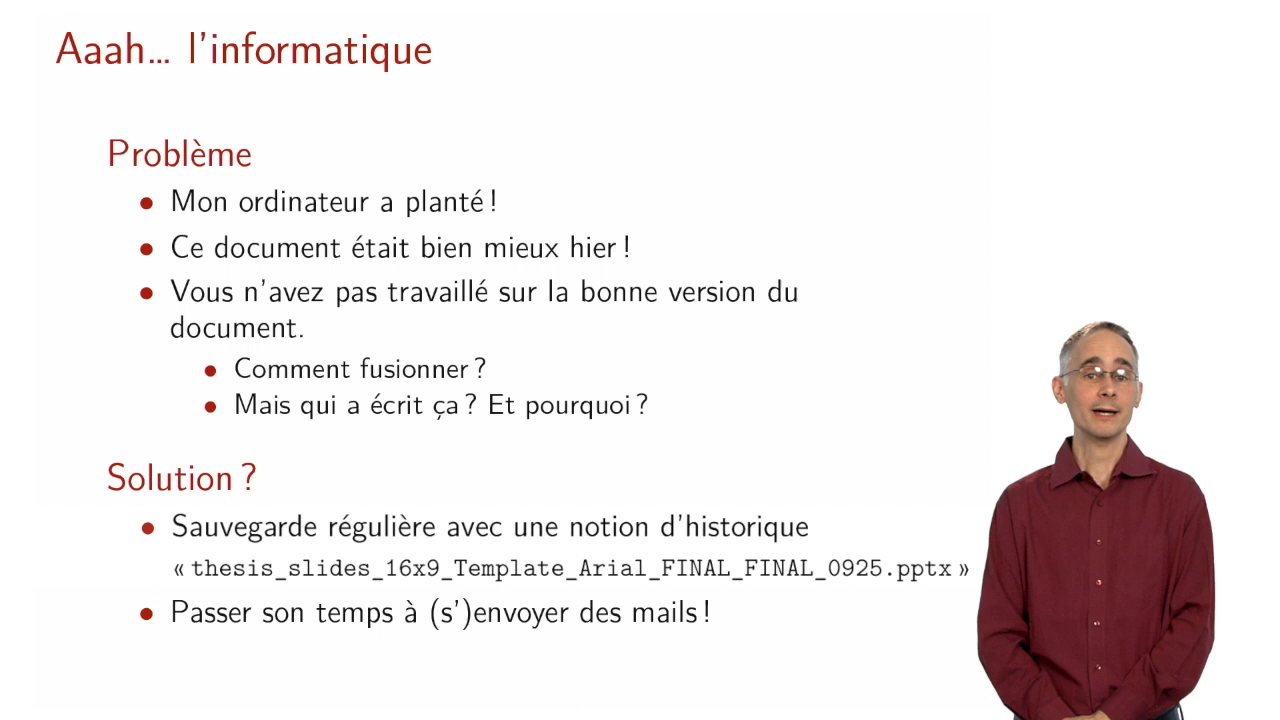 Aaah... l'informatique
Problème
• Mon ordinateur a planté !
• Ce document était bien mieux hier !
• Vous n'avez pas travaillé sur la bonne version du
document.
• Comment fusionner ?
• Mais qui a écrit ça ? Et pourquoi ?
Solution ?
• Sauvegarde régulière avec une notion d'historique
« thesis_slides_16x9_Template_Arial_FINAL_FINAL_0925.pptx »
• Passer son temps à (s')envoyer des mails !